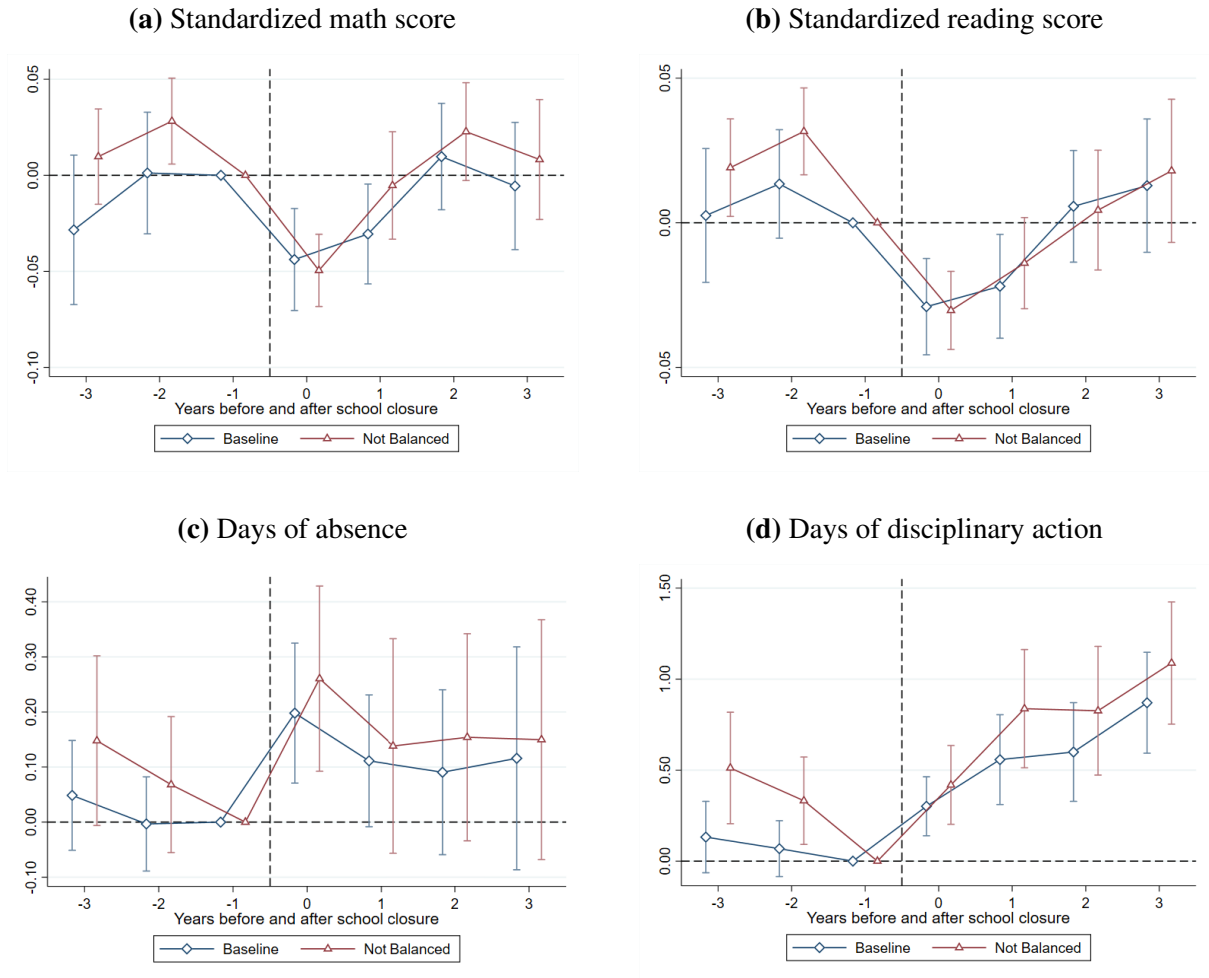 (a) Standardized math score
(b) Standardized reading score
0.05
0.00
-0.05
-0.10
-3 -2 -1 0 1 2 3
Years before and after school closure
Baseline Not Balanced
0.05
0.00
-0.05
-3 -2 -1 0 1 2 3
Years before and after school closure
Baseline Not Balanced
(c) Days of absence
(d) Days of disciplinary action
0.40
0.30
0.20
0.10
0.00
-0.10
-3 -2 -1 0 1 2 3
Years before and after school closure
Baseline Not Balanced
1.50
1.00
0.50
0.00
-3 -2 -1 0 1 2 3
Years before and after school closure
Baseline Not Balanced